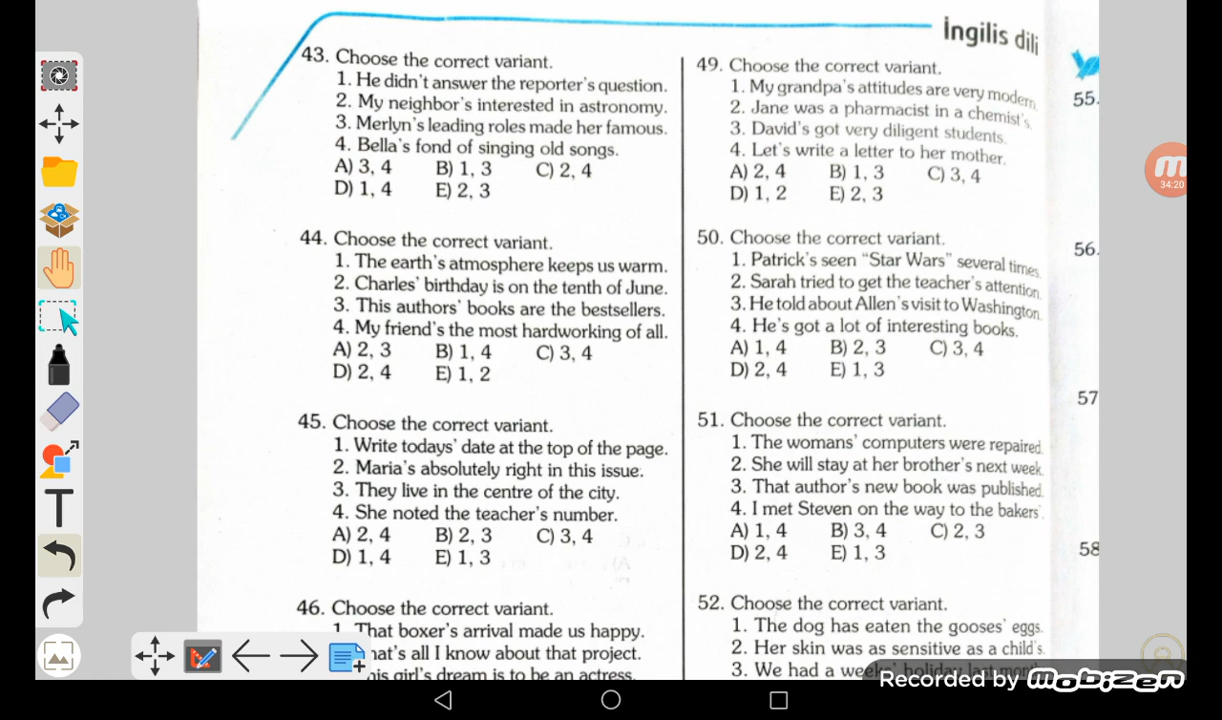 İngilis dili
43. Choose the correct variant.
1. He didn't answer the reporter's question.
2. My neighbor's interested in astronomy.
3. Merlyn's leading roles made her famous.
4. Bella's fond of singing old songs.
A) 3, 4 B) 1, 3 C) 2, 4
D) 1, 4 E) 2, 3
44. Choose the correct variant.
1. The earth's atmosphere keeps us warm.
2. Charles' birthday is on the tenth of June.
3. This authors' books are the bestsellers.
4. My friend's the most hardworking of all.
A) 2, 3 B) 1, 4 C) 3, 4
D) 2, 4 E) 1, 2
45. Choose the correct variant.
1. Write todays' date at the top of the page.
2. Maria's absolutely right in this issue.
3. They live in the centre of the city.
4. She noted the teacher's number.
A) 2, 4 B) 2, 3 C) 3, 4
D) 1, 4 E) 1, 3
46. Choose the correct variant.
1. That boxer's arrival made us happy.
hat's all I know about that project.
his girl's dream is to be an actress.
49. Choose the correct variant.
1. My grandpa's attitudes are very modern.
2. Jane was a pharmacist in a chemist's.
3. David's got very diligent students.
4. Let's write a letter to her mother.
A) 2, 4 B) 1, 3 C) 3, 4
D) 1, 2 E) 2, 3
50. Choose the correct variant.
1. Patrick's seen "Star Wars" several times.
2. Sarah tried to get the teacher's attention.
3. He told about Allen's visit to Washington.
4. He's got a lot of interesting books.
A) 1, 4 B) 2, 3 C) 3, 4
D) 2, 4 E) 1, 3
51. Choose the correct variant.
1. The womans' computers were repaired.
2. She will stay at her brother's next week.
3. That author's new book was published.
4. I met Steven on the way to the bakers'.
A) 1, 4 B) 3, 4 C) 2, 3
D) 2, 4 E) 1, 3
52. Choose the correct variant.
1. The dog has eaten the gooses' eggs.
2. Her skin was as sensitive as a child's.
3. We had a weeks' holiday last month
55.
56.
57
58
T
m
34:20
Recorded by mobizen